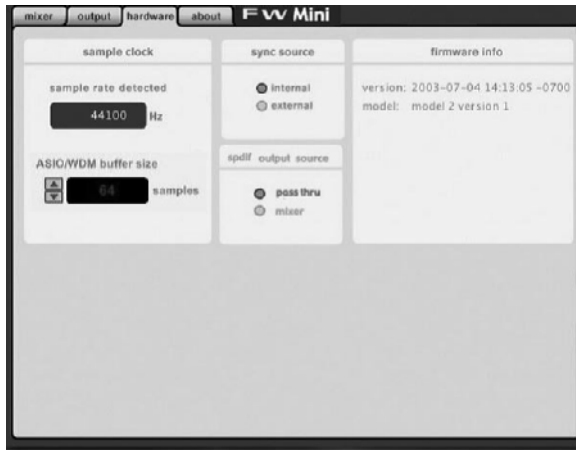 mixer output hardware about FW Mini
sample clock
sample rate detected
44100 Hz
ASIO/WDM buffer size
64 samples
sync source
internal
external
spdif output source
pass thru
mixer
firmware info
version: 2003-07-04 14:13:05 -0700
model: model 2 version 1